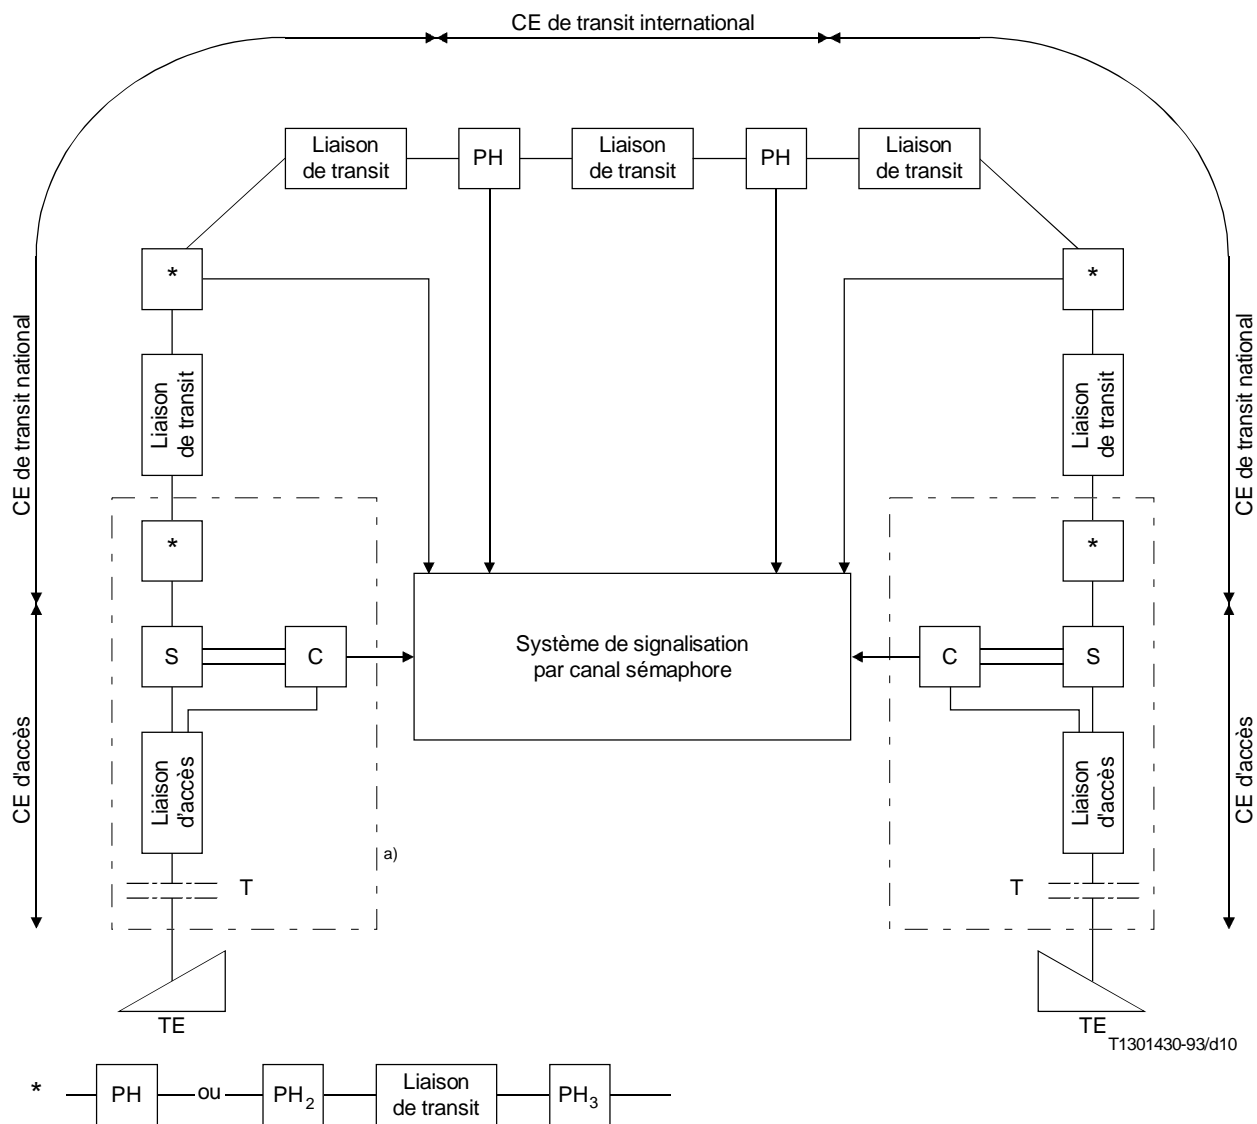 CE de transit international
Liaison
de transit
PH
Liaison
de transit
PH
Liaison
de transit
*
*
CE de transit national
Liaison
de transit
Liaison
de transit
CE de transit national
*
*
S
C
Système de signalisation
par canal sémaphore
C
S
CE d'accès
Liaison
d'accès
Liaison
d'accès
CE d'accès
a)
T
T
TE
TE
T1301430-93/d10
*
PH
ou
PH2
Liaison
de transit
PH3